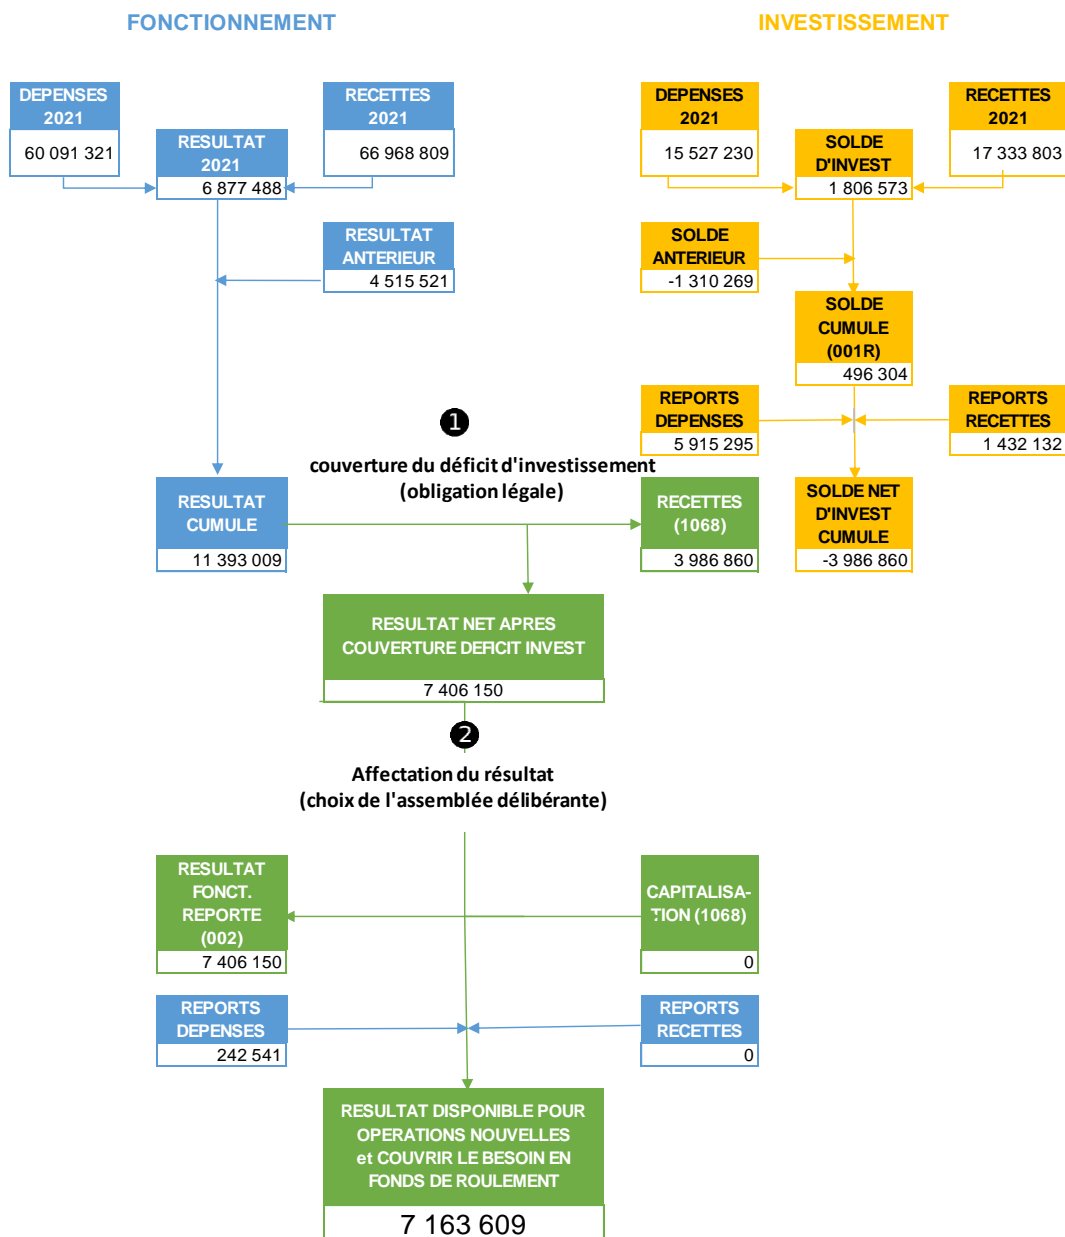 FONCTIONNEMENT
INVESTISSEMENT
DEPENSES
2021
60 091 321
RECETTES
2021
66 968 809
RESULTAT
2021
6 877 488
DEPENSES
2021
15 527 230
RECETTES
2021
17 333 803
SOLDE
D'INVEST
1 806 573
RESULTAT
ANTERIEUR
4 515 521
SOLDE
ANTERIEUR
-1 310 269
SOLDE
CUMULE
(001R)
496 304
REPORTS
DEPENSES
5 915 295
REPORTS
RECETTES
1 432 132
1
couverture du déficit d'investissement
(obligation légale)
RESULTAT
CUMULE
11 393 009
RECETTES
(1068)
3 986 860
SOLDE NET
D'INVEST
CUMULE
-3 986 860
RESULTAT NET APRES
COUVERTURE DEFICIT INVEST
7 406 150
2
Affectation du résultat
(choix de l'assemblée délibérante)
RESULTAT
FONCT.
REPORTE
(002)
7 406 150
CAPITALISA-
TION (1068)
0
REPORTS
DEPENSES
242 541
REPORTS
RECETTES
0
RESULTAT DISPONIBLE POUR
OPERATIONS NOUVELLES
et COUVRIR LE BESOIN EN
FONDS DE ROULEMENT
7 163 609